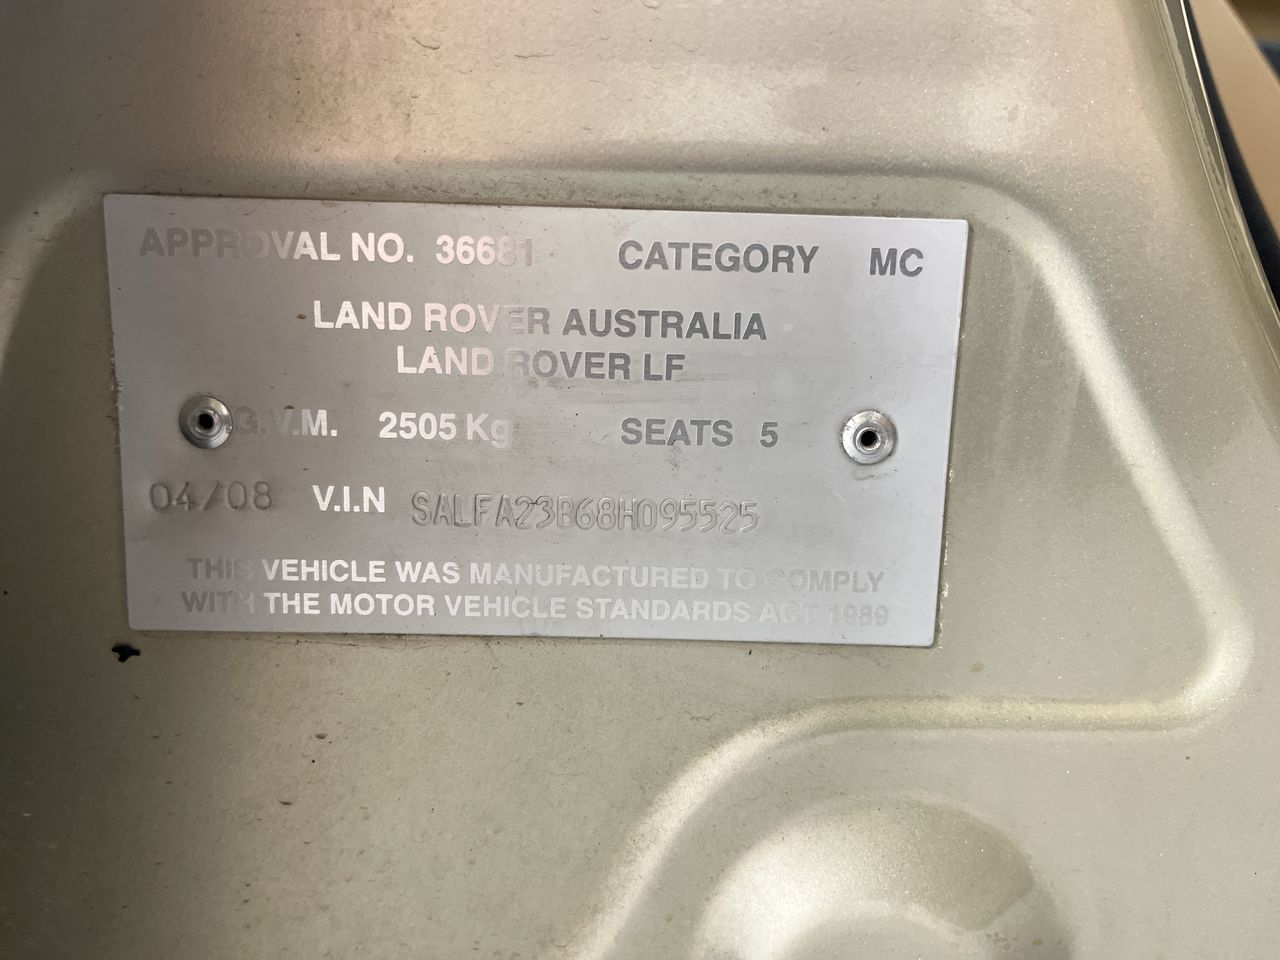 APPROVAL NO. 36681 CATEGORY MC
LAND ROVER AUSTRALIA
LAND ROVER LF
G.V.M. 2505 Kg SEATS 5
04/08 V.I.N SALFA23B68H095525
THIS VEHICLE WAS MANUFACTURED TO COMPLY
WITH THE MOTOR VEHICLE STANDARDS ACT 1989